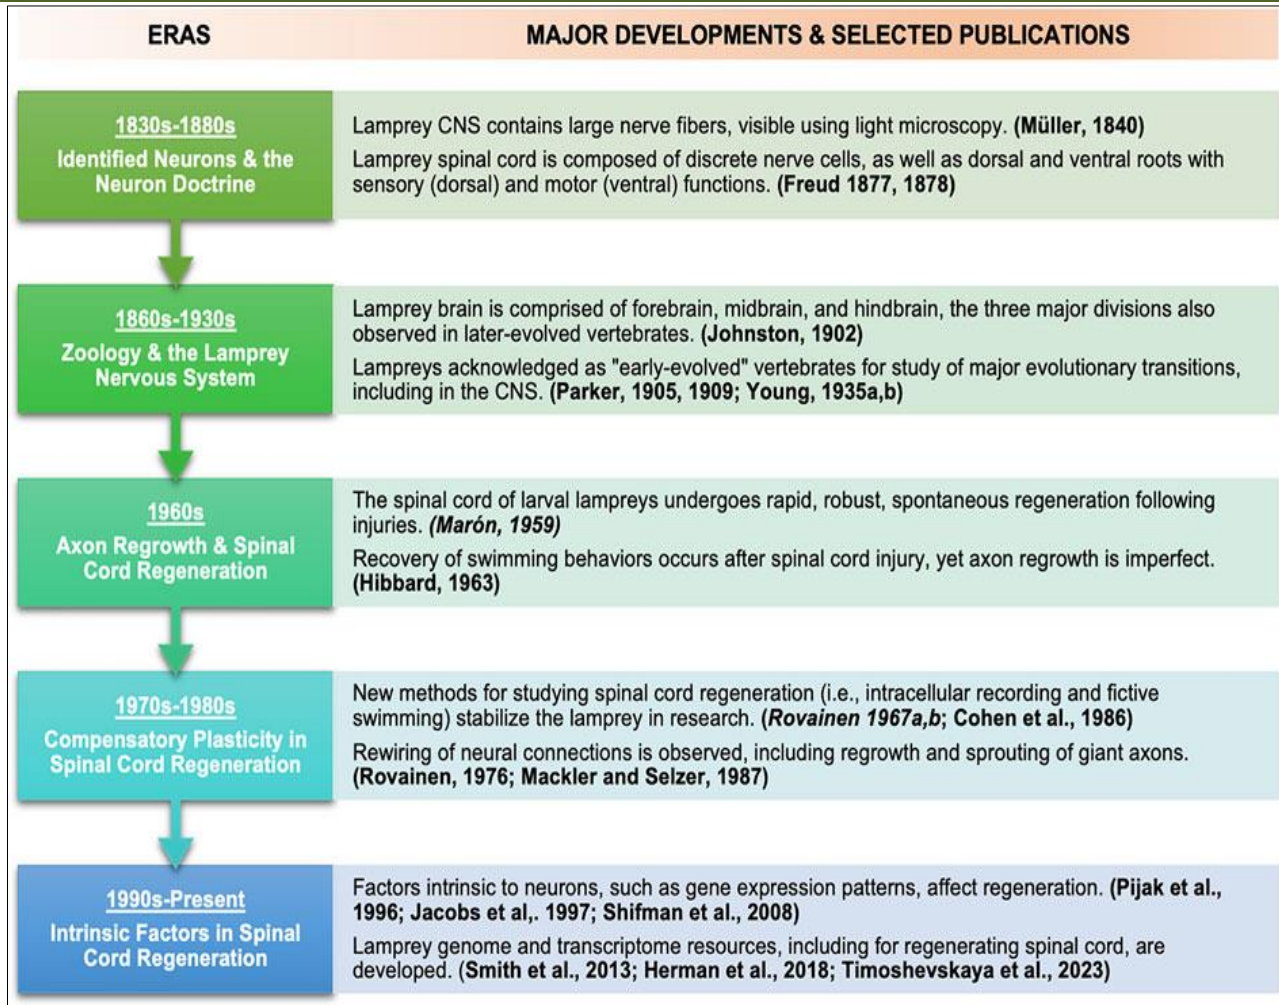 ERAS
MAJOR DEVELOPMENTS & SELECTED PUBLICATIONS
1830s-1880s
Identified Neurons & the
Neuron Doctrine
Lamprey CNS contains large nerve fibers, visible using light microscopy. (Müller, 1840)
Lamprey spinal cord is composed of discrete nerve cells, as well as dorsal and ventral roots with
sensory (dorsal) and motor (ventral) functions. (Freud 1877, 1878)
1860s-1930s
Zoology & the Lamprey
Nervous System
Lamprey brain is comprised of forebrain, midbrain, and hindbrain, the three major divisions also
observed in later-evolved vertebrates. (Johnston, 1902)
Lampreys acknowledged as "early-evolved" vertebrates for study of major evolutionary transitions,
including in the CNS. (Parker, 1905, 1909; Young, 1935a,b)
1960s
Axon Regrowth & Spinal
Cord Regeneration
The spinal cord of larval lampreys undergoes rapid, robust, spontaneous regeneration following
injuries. (Marón, 1959)
Recovery of swimming behaviors occurs after spinal cord injury, yet axon regrowth is imperfect.
(Hibbard, 1963)
1970s-1980s
Compensatory Plasticity in
Spinal Cord Regeneration
New methods for studying spinal cord regeneration (i.e., intracellular recording and fictive
swimming) stabilize the lamprey in research. (Rovainen 1967a,b; Cohen et al., 1986)
Rewiring of neural connections is observed, including regrowth and sprouting of giant axons.
(Rovainen, 1976; Mackler and Selzer, 1987)
1990s-Present
Intrinsic Factors in Spinal
Cord Regeneration
Factors intrinsic to neurons, such as gene expression patterns, affect regeneration. (Pijak et al.,
1996; Jacobs et al,. 1997; Shifman et al., 2008)
Lamprey genome and transcriptome resources, including for regenerating spinal cord, are
developed. (Smith et al., 2013; Herman et al., 2018; Timoshevskaya et al., 2023)